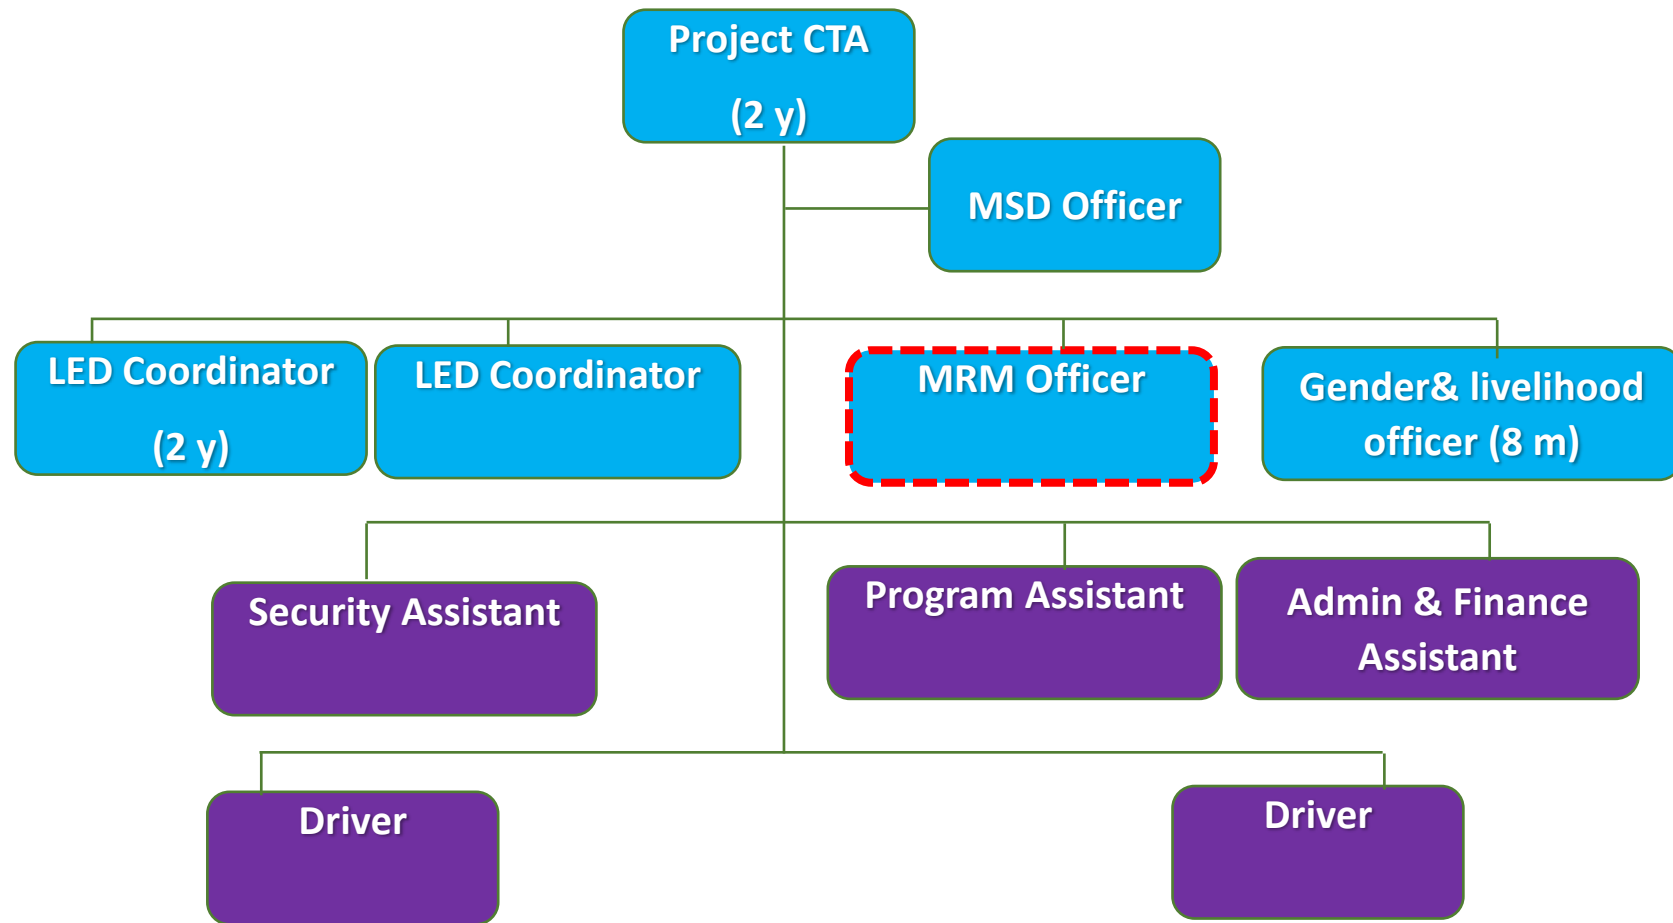 Project CTA
(2 y)
MSD Officer
LED Coordinator
(2 y)
LED Coordinator
MRM Officer
Gender& livelihood
officer (8 m)
Security Assistant
Program Assistant
Admin & Finance
Assistant
Driver
Driver